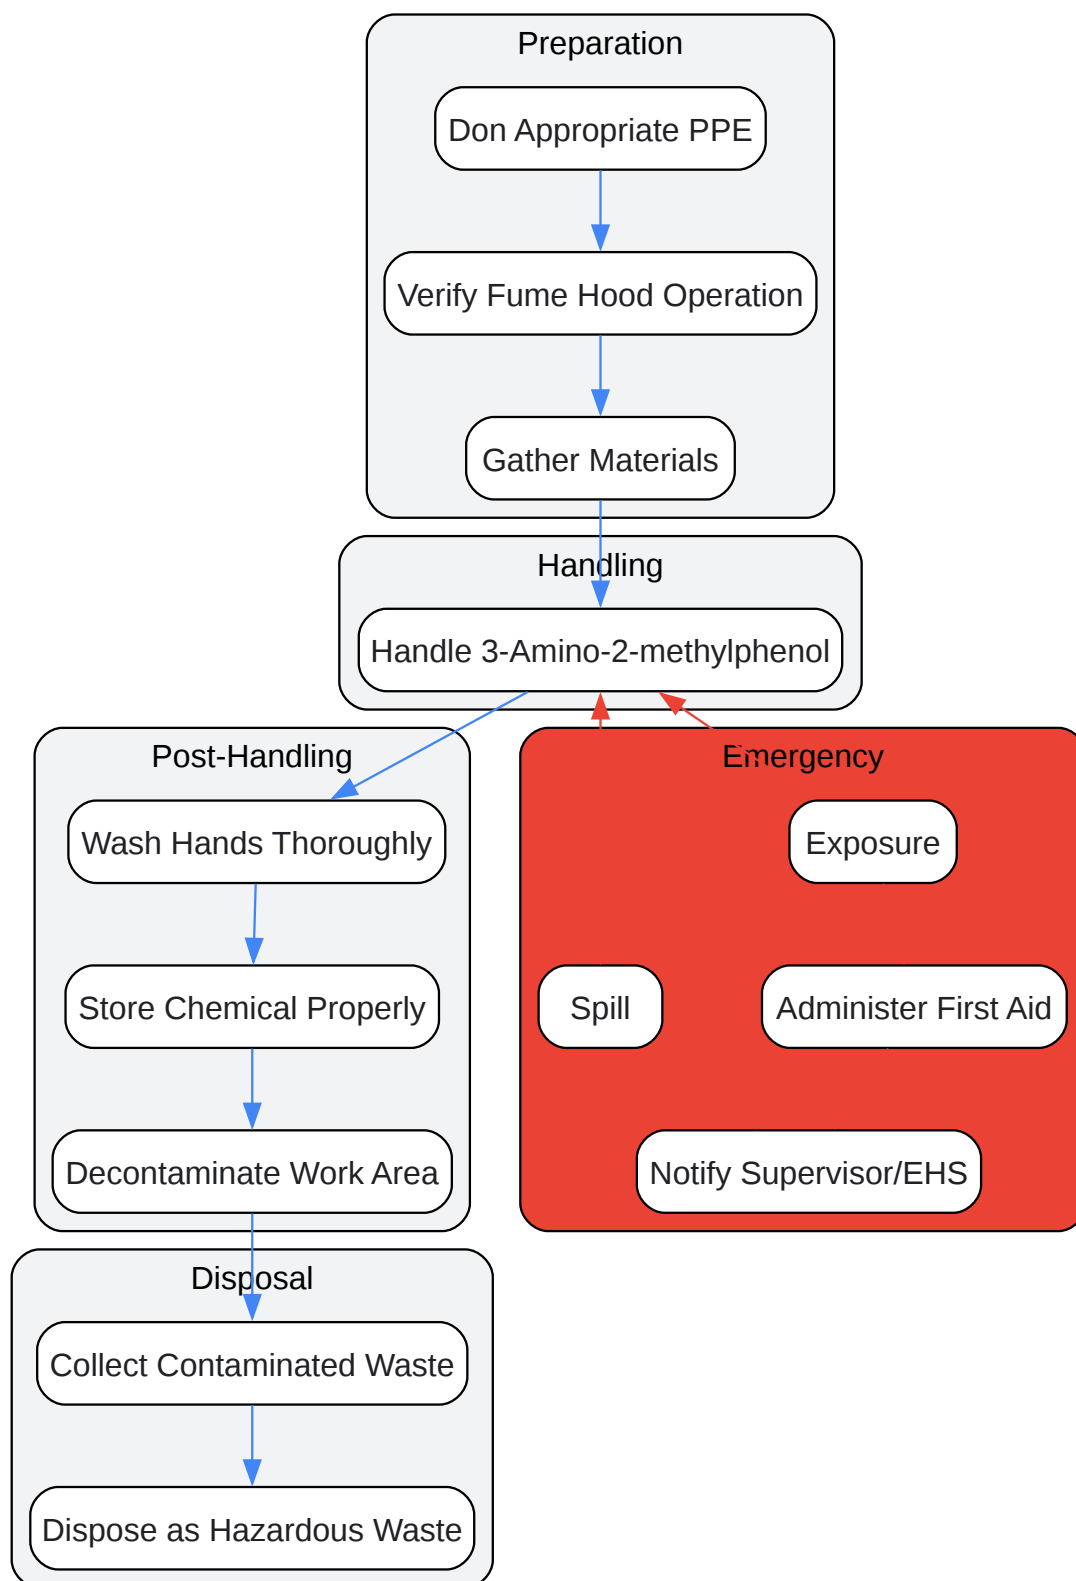 Preparation
Don Appropriate PPE
Verify Fume Hood Operation
Gather Materials
Handling
Handle 3-Amino-2-methylphenol
Post-Handling
Wash Hands Thoroughly
Store Chemical Properly
Decontaminate Work Area
Emergency
Exposure
Spill
Administer First Aid
Notify Supervisor/EHS
Disposal
Collect Contaminated Waste
Dispose as Hazardous Waste